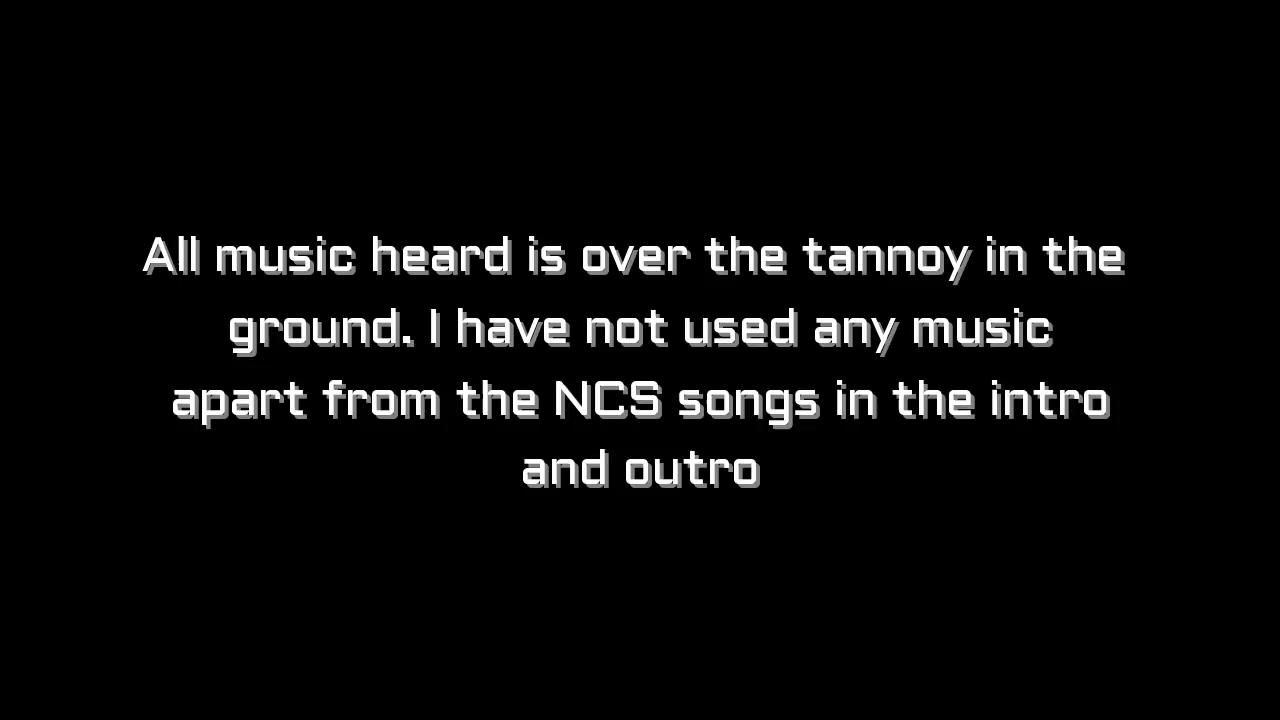 All music heard is over the tannoy in the
ground. I have not used any music
apart from the NCS songs in the intro
and outro